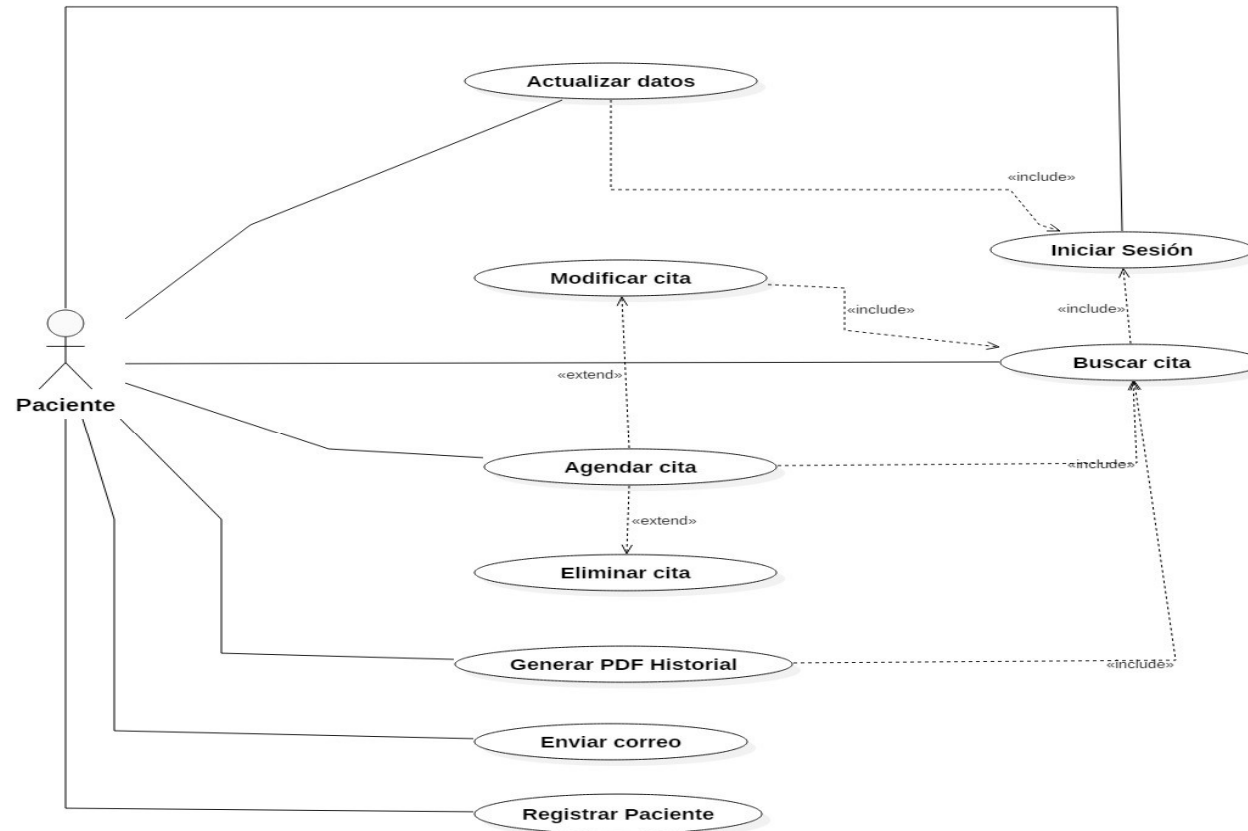 Actualizar datos
«include»
Iniciar Sesión
Modificar cita
«include»
«include»
Buscar cita
«extend»
Paciente
Agendar cita
«include»
«extend»
Eliminar cita
Generar PDF Historial
«include»
Enviar correo
Registrar Paciente